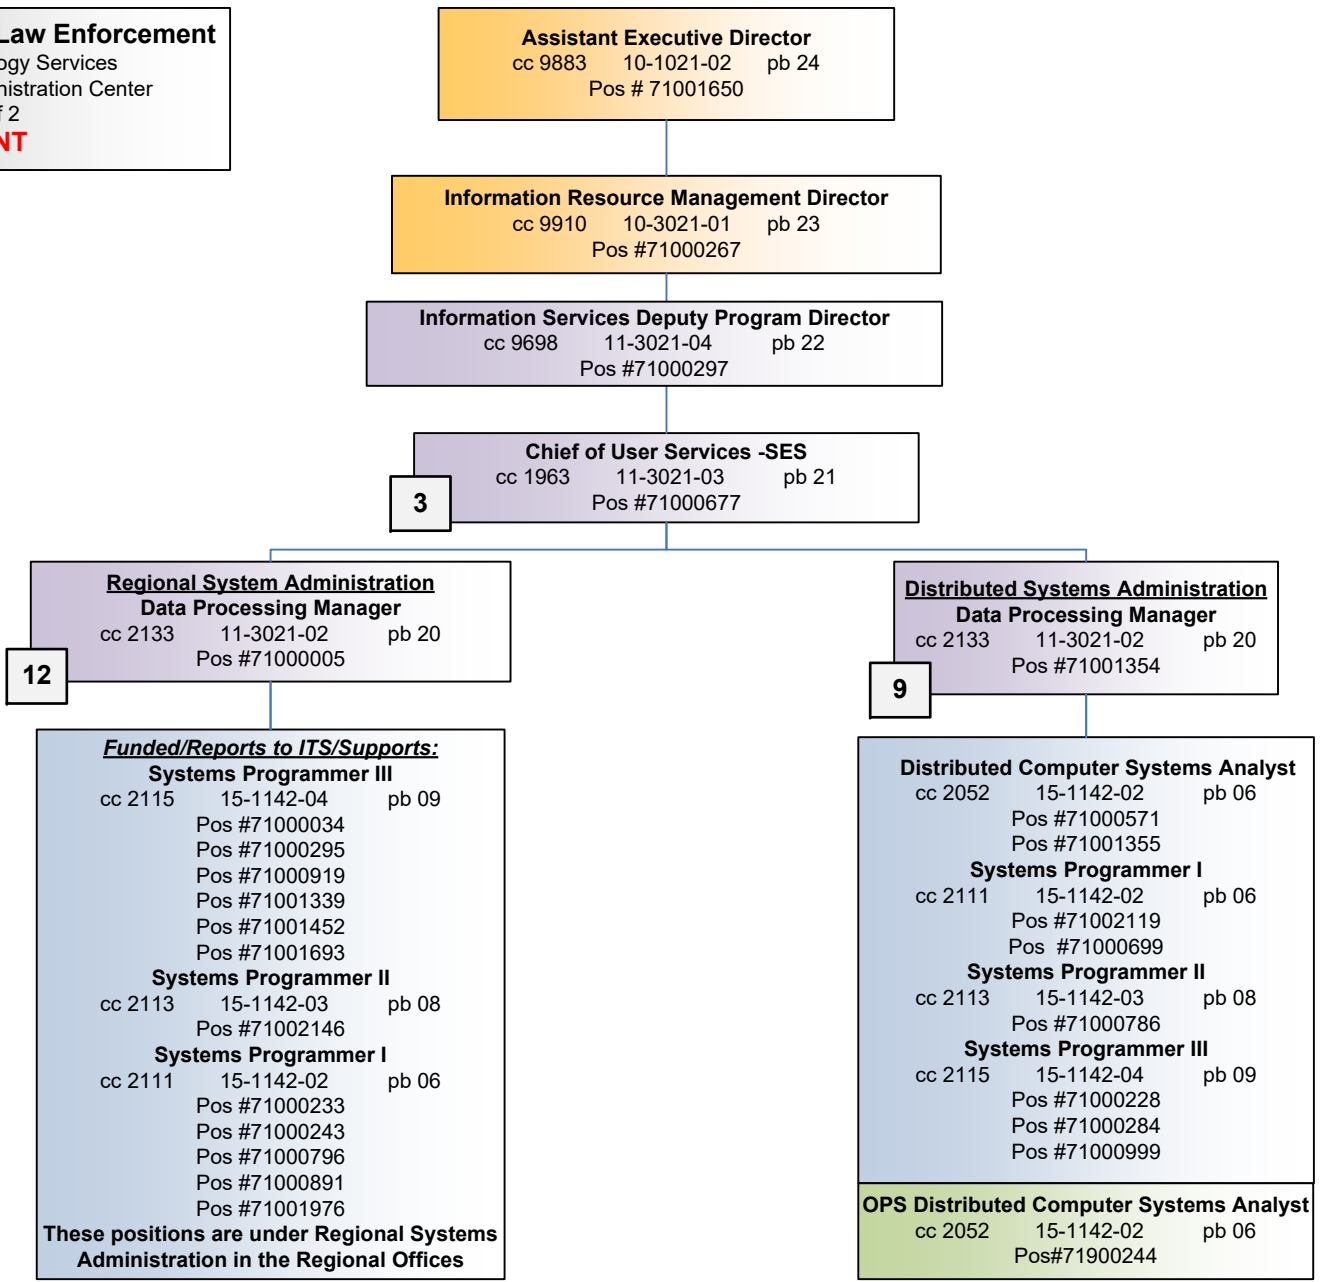 Law Enforcement
ogy Services
nistration Center
f 2
NT
Assistant Executive Director
cc 9883 10-1021-02 pb 24
Pos # 71001650
Information Resource Management Director
cc 9910 10-3021-01 pb 23
Pos #71000267
Information Services Deputy Program Director
cc 9698 11-3021-04 pb 22
Pos #71000297
Chief of User Services -SES
cc 1963 11-3021-03 pb 21
Pos #71000677
3
Regional System Administration
Data Processing Manager
cc 2133 11-3021-02 pb 20
Pos #71000005
12
Funded/Reports to ITS/Supports:
Systems Programmer III
cc 2115 15-1142-04 pb 09
Pos #71000034
Pos #71000295
Pos #71000919
Pos #71001339
Pos #71001452
Pos #71001693
Systems Programmer II
cc 2113 15-1142-03 pb 08
Pos #71002146
Systems Programmer I
cc 2111 15-1142-02 pb 06
Pos #71000233
Pos #71000243
Pos #71000796
Pos #71000891
Pos #71001976
These positions are under Regional Systems
Administration in the Regional Offices
Distributed Systems Administration
Data Processing Manager
cc 2133 11-3021-02 pb 20
Pos #71001354
9
Distributed Computer Systems Analyst
cc 2052 15-1142-02 pb 06
Pos #71000571
Pos #71001355
Systems Programmer I
cc 2111 15-1142-02 pb 06
Pos #71002119
Pos #71000699
Systems Programmer II
cc 2113 15-1142-03 pb 08
Pos #71000786
Systems Programmer III
cc 2115 15-1142-04 pb 09
Pos #71000228
Pos #71000284
Pos #71000999
OPS Distributed Computer Systems Analyst
cc 2052 15-1142-02 pb 06
Pos#71900244